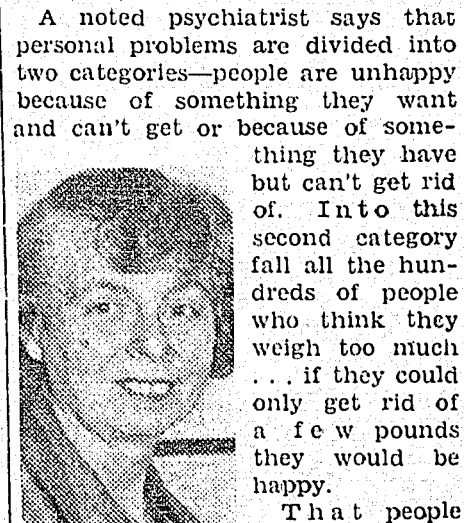 A noted psychiatrist says that
personal problems are divided into
two categories—people are unhappy
because of something they want
and can't get or because of some-
thing they have
but can't get rid
of. Into this
second category
fall all the hun-
dreds of people
who think they
weigh too much
... if they could
only get rid of
a few pounds
they would be
happy.
That people